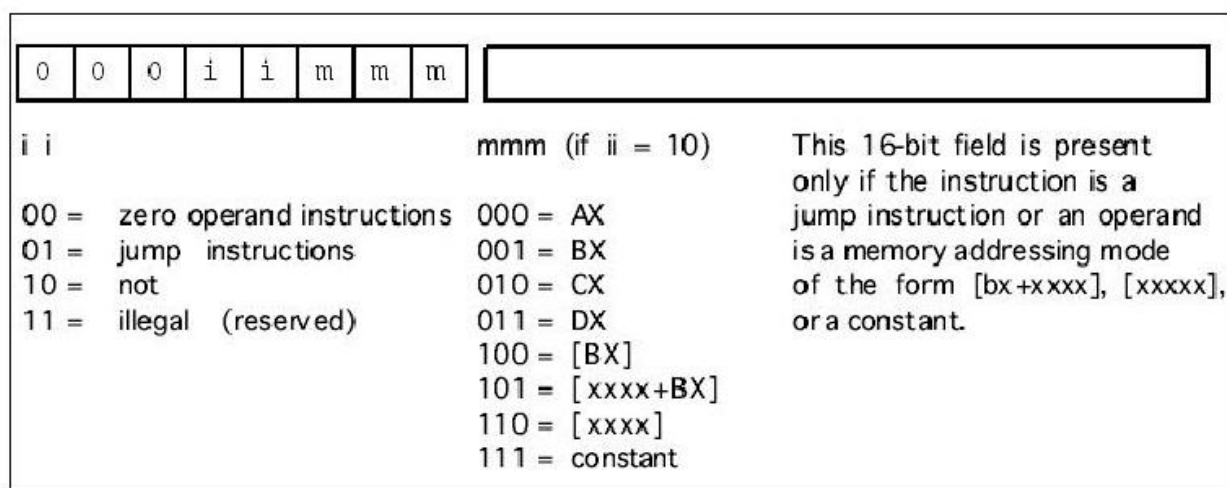 0 0 0 i i m m m
i i
00 = zero operand instructions
01 = jump instructions
10 = not
11 = illegal (reserved)
mmm (if ii = 10)
000 = AX
001 = BX
010 = CX
011 = DX
100 = [BX]
101 = [xxxx+BX]
110 = [xxxx]
111 = constant
This 16-bit field is present
only if the instruction is a
jump instruction or an operand
is a memory addressing mode
of the form [bx+xxxx], [xxxxx],
or a constant.